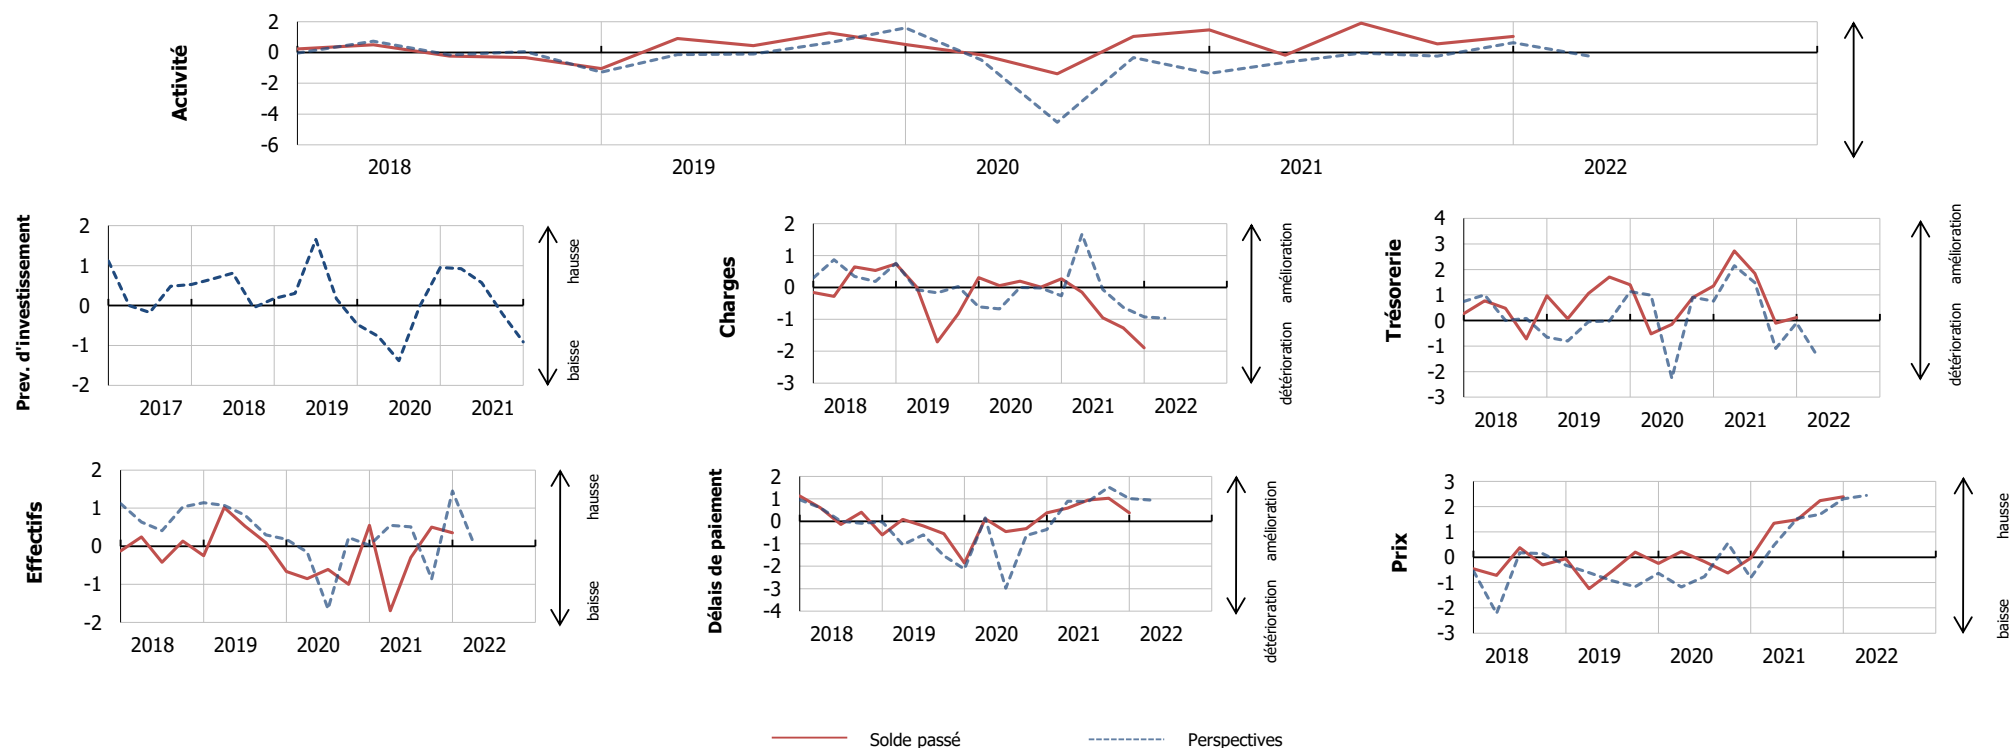 Activité
2
0
-2
-4
-6
2018 2019 2020 2021 2022
Prev. d'investissement
2
1
0
-1
-2
2017 2018 2019 2020 2021
hausse
baisse
Charges
2
1
0
-1
-2
-3
2018 2019 2020 2021 2022
amélioration
détérioration
Trésorerie
4
3
2
1
0
-1
-2
-3
2018 2019 2020 2021 2022
amélioration
détérioration
Effectifs
2
1
0
-1
-2
2018 2019 2020 2021 2022
hausse
baisse
Délais de paiement
2
1
0
-1
-2
-3
-4
2018 2019 2020 2021 2022
amélioration
détérioration
Prix
3
2
1
0
-1
-2
-3
2018 2019 2020 2021 2022
hausse
baisse
Solde passé Perspectives